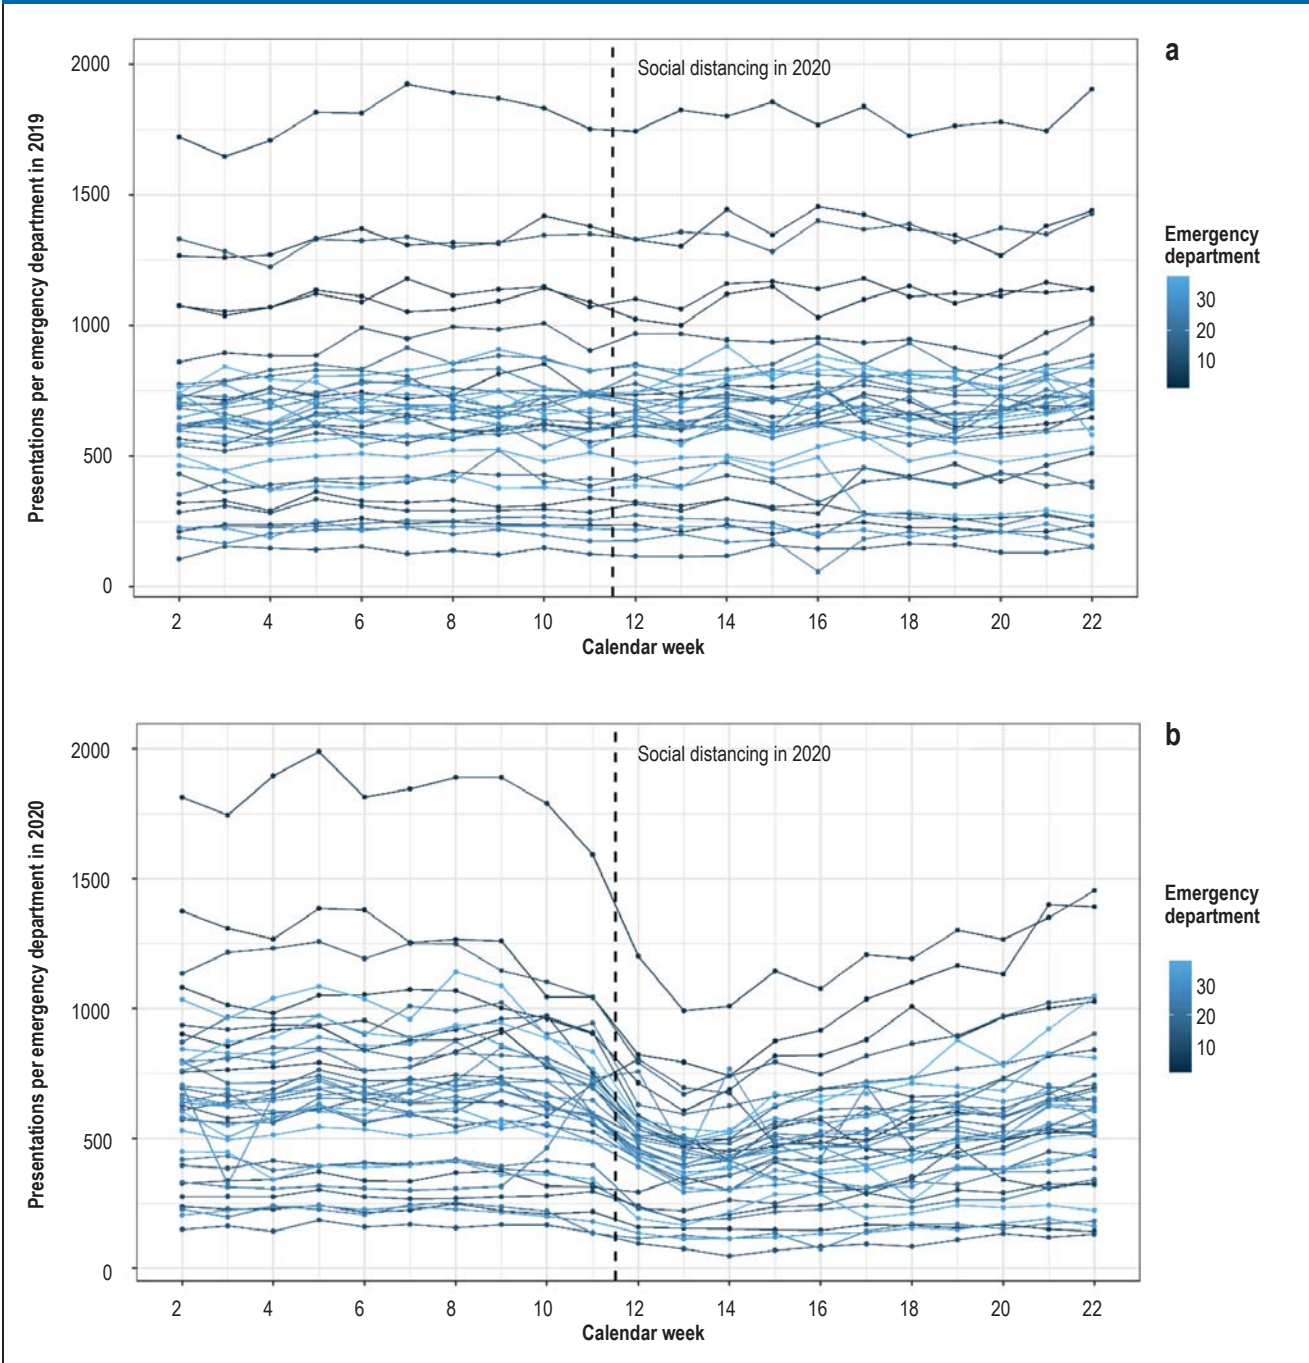 a
2000
1500
1000
500
0
Presentations per emergency department in 2019
Social distancing in 2020
2 4 6 8 10 12 14 16 18 20 22
Calendar week
Emergency
department
30
20
10
b
2000
1500
1000
500
0
Presentations per emergency department in 2020
Social distancing in 2020
2 4 6 8 10 12 14 16 18 20 22
Calendar week
Emergency
department
30
20
10